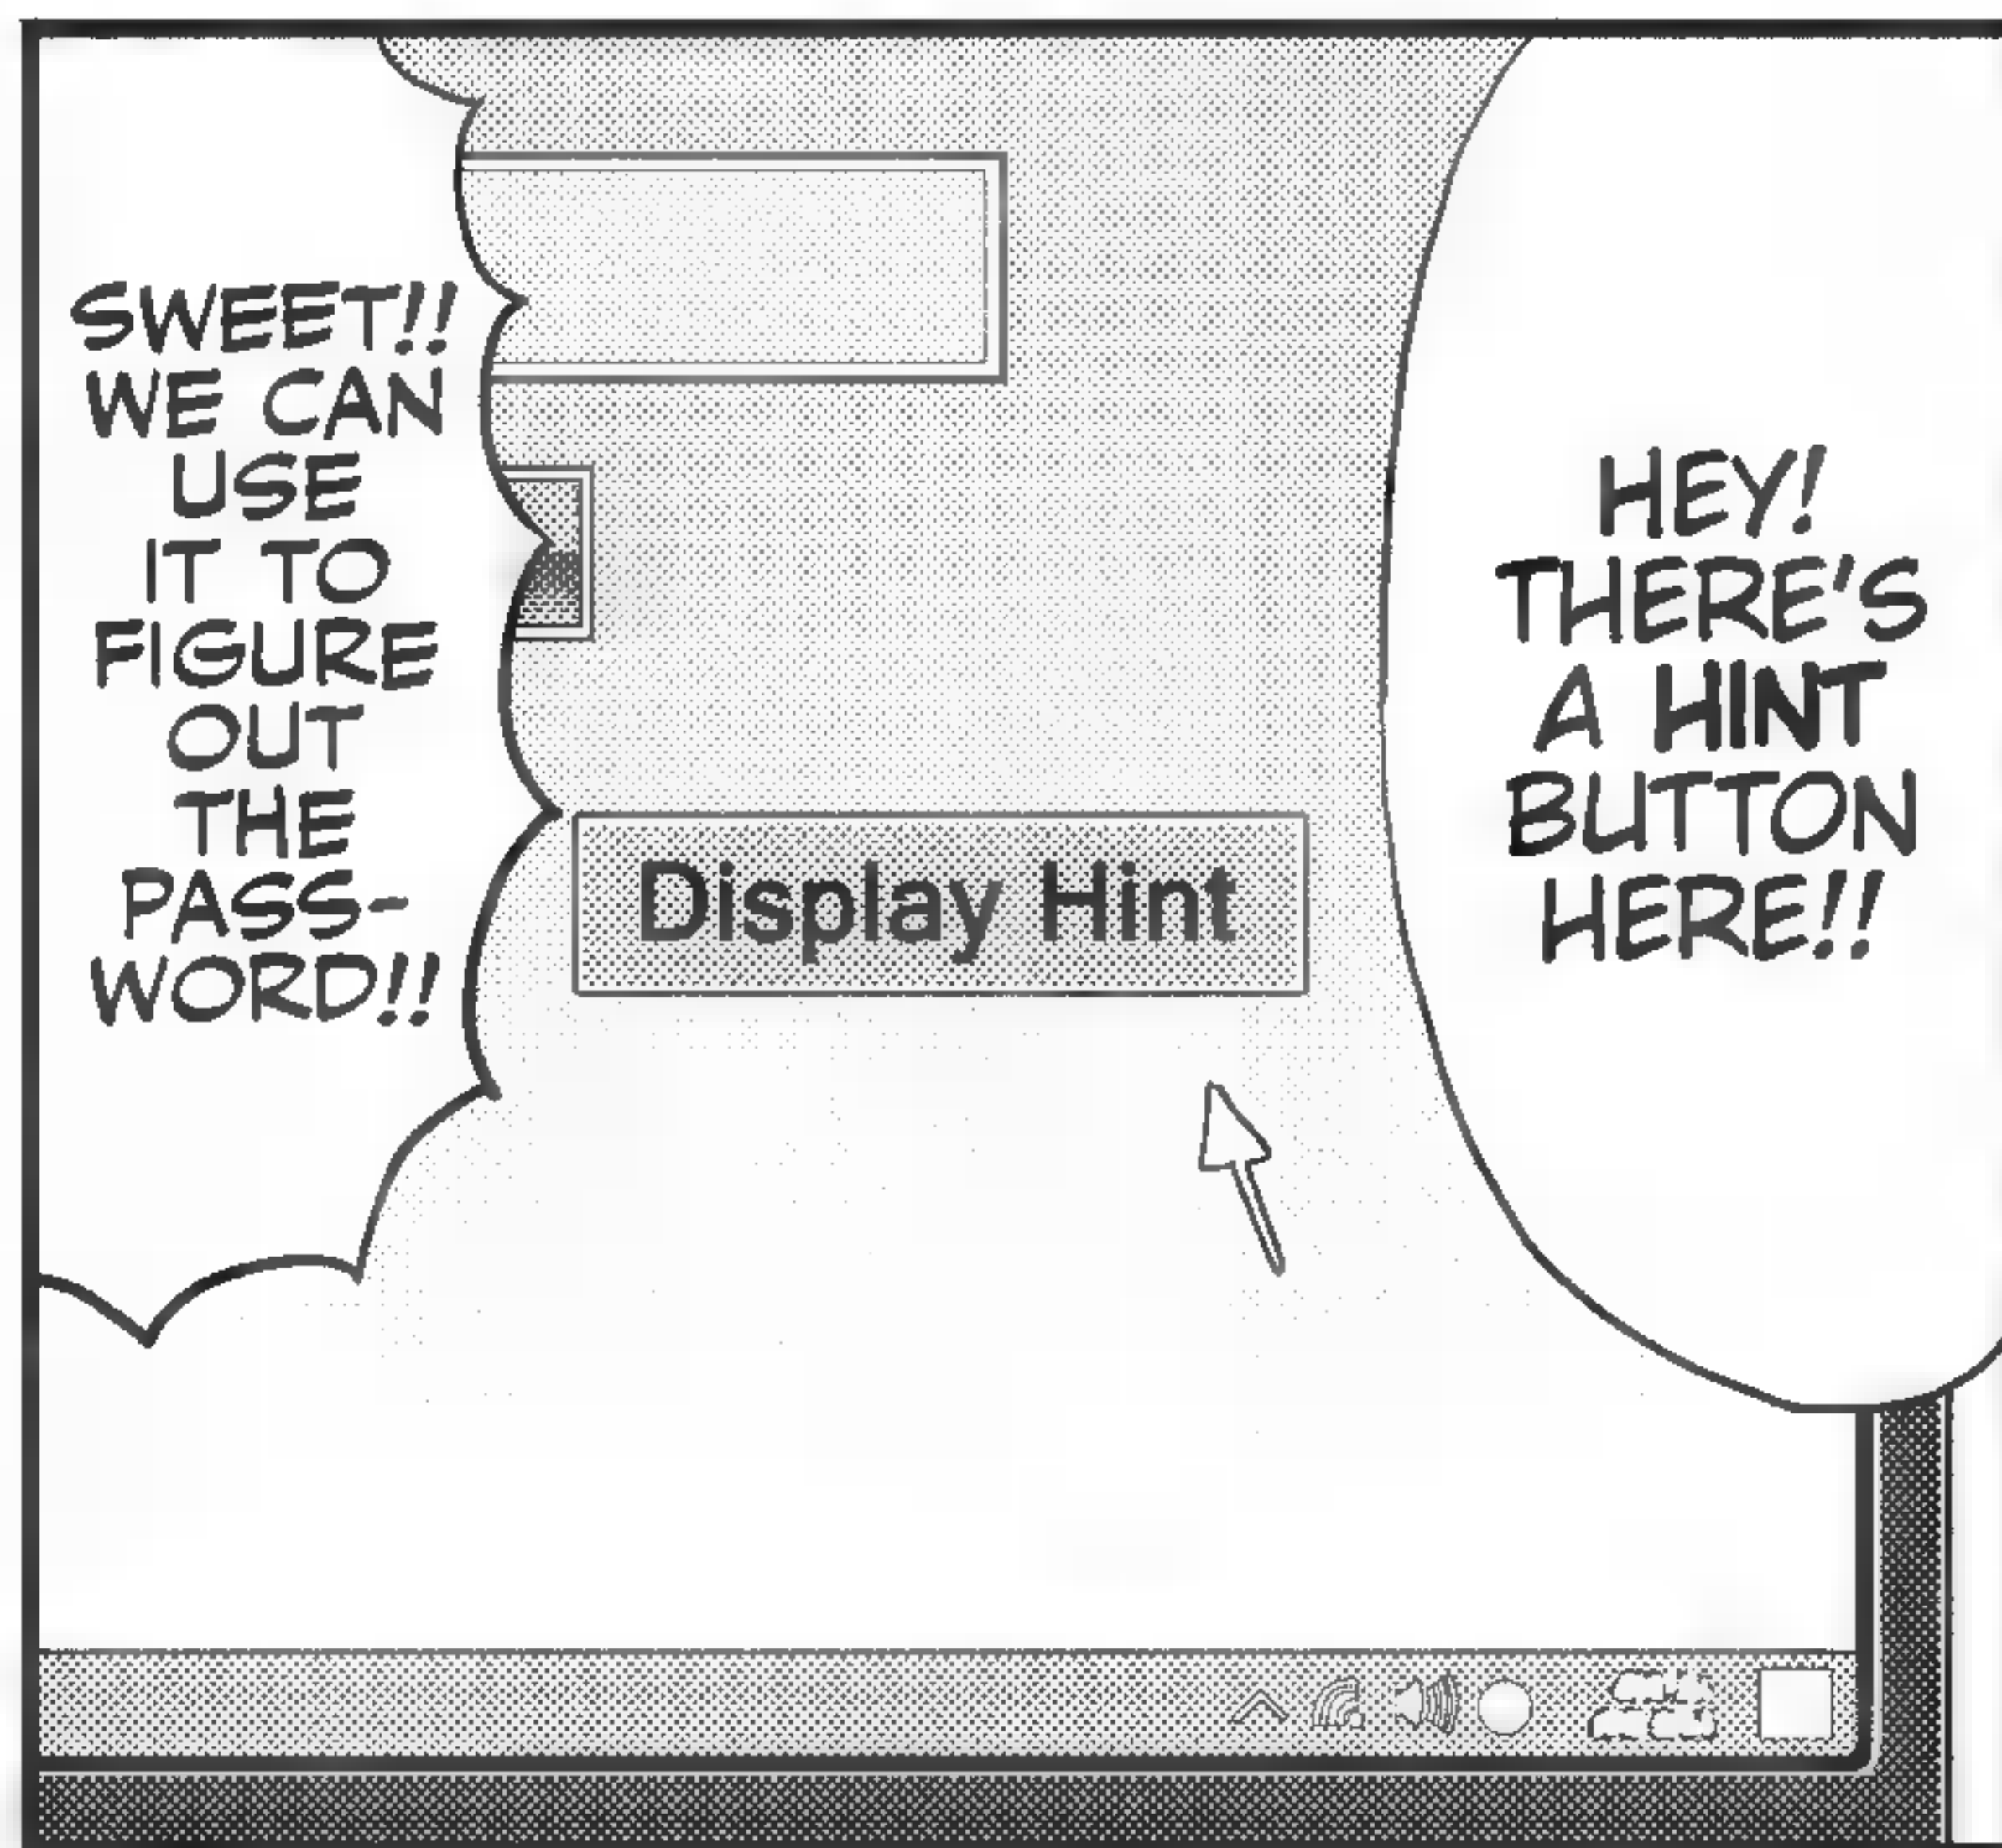 HEY!
THERE'S
A HINT
BUTTON
HERE!!
SWEET!!
WE CAN
USE
IT TO
FIGURE
OUT
THE
PASS-
WORD!!
Display Hint